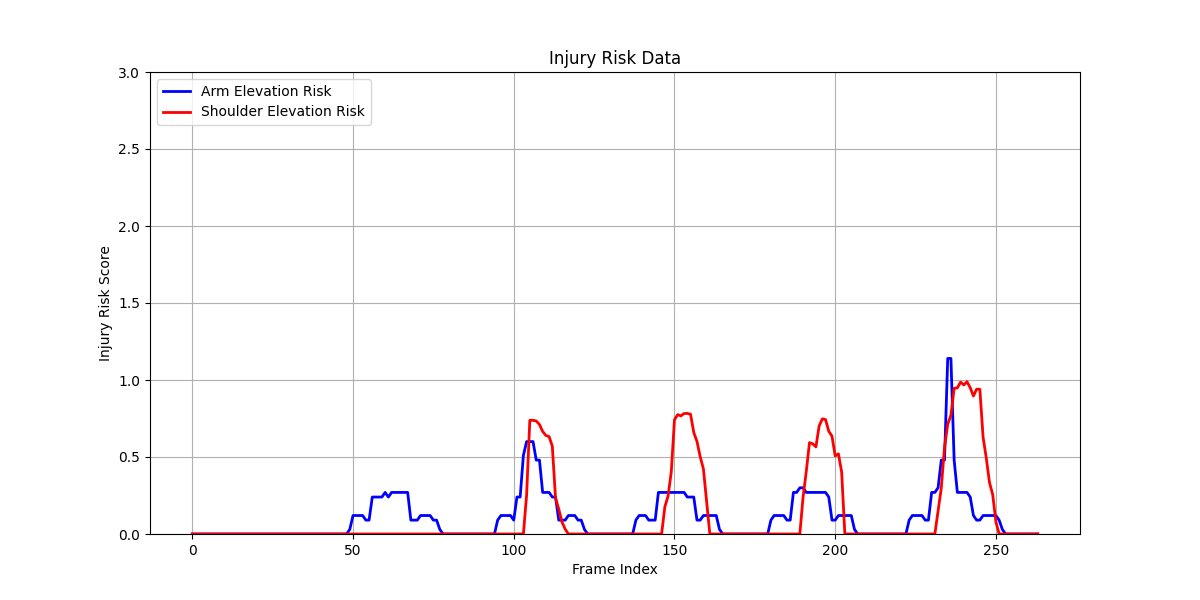 Injury Risk Data
Arm Elevation Risk
Shoulder Elevation Risk
3.0
2.5
2.0
1.5
1.0
0.5
0.0
0 50 100 150 200 250
Injury Risk Score
Frame Index